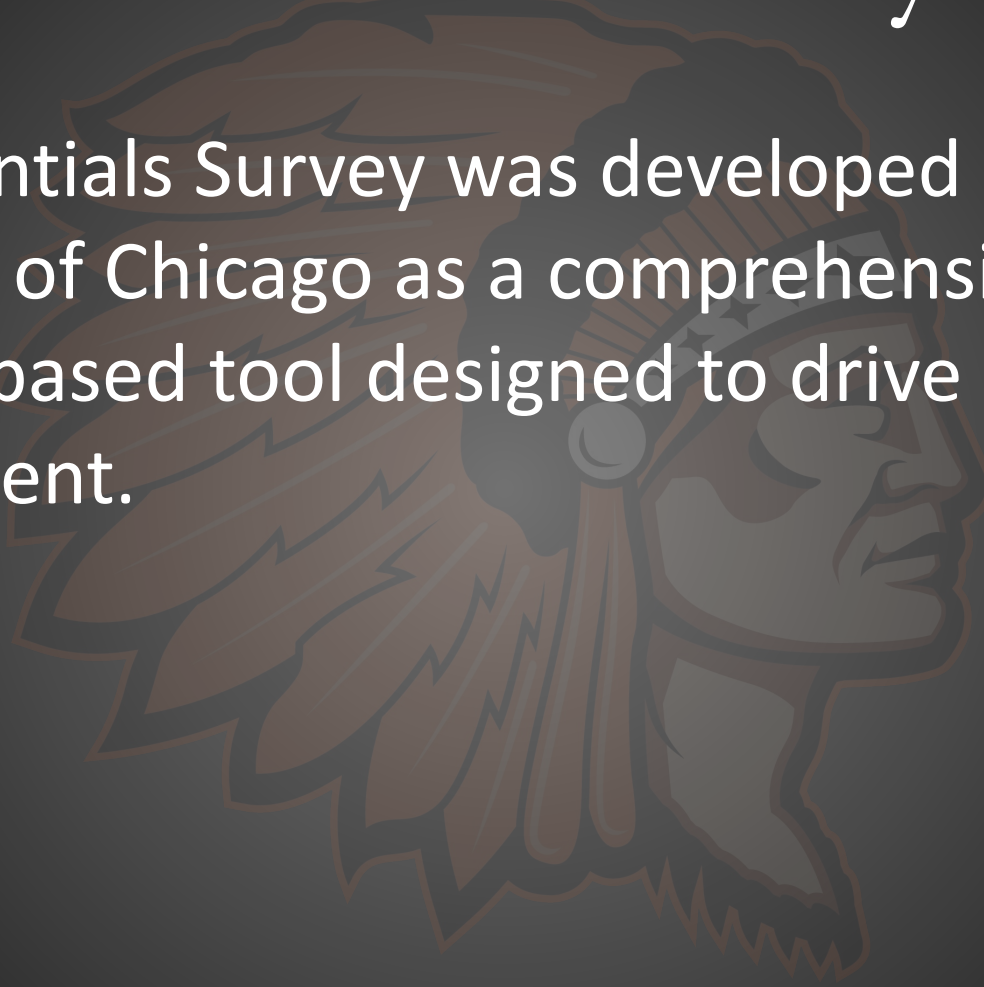 ntials Survey was developed
of Chicago as a comprehensi
based tool designed to drive
ent.